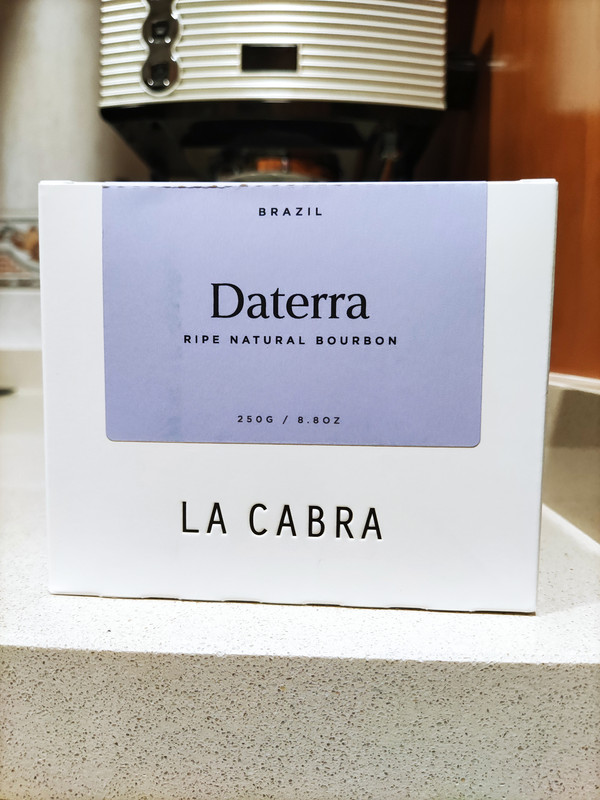 BRAZIL
Daterra
RIPE NATURAL BOURBON
250G / 8.8OZ
LA CABRA